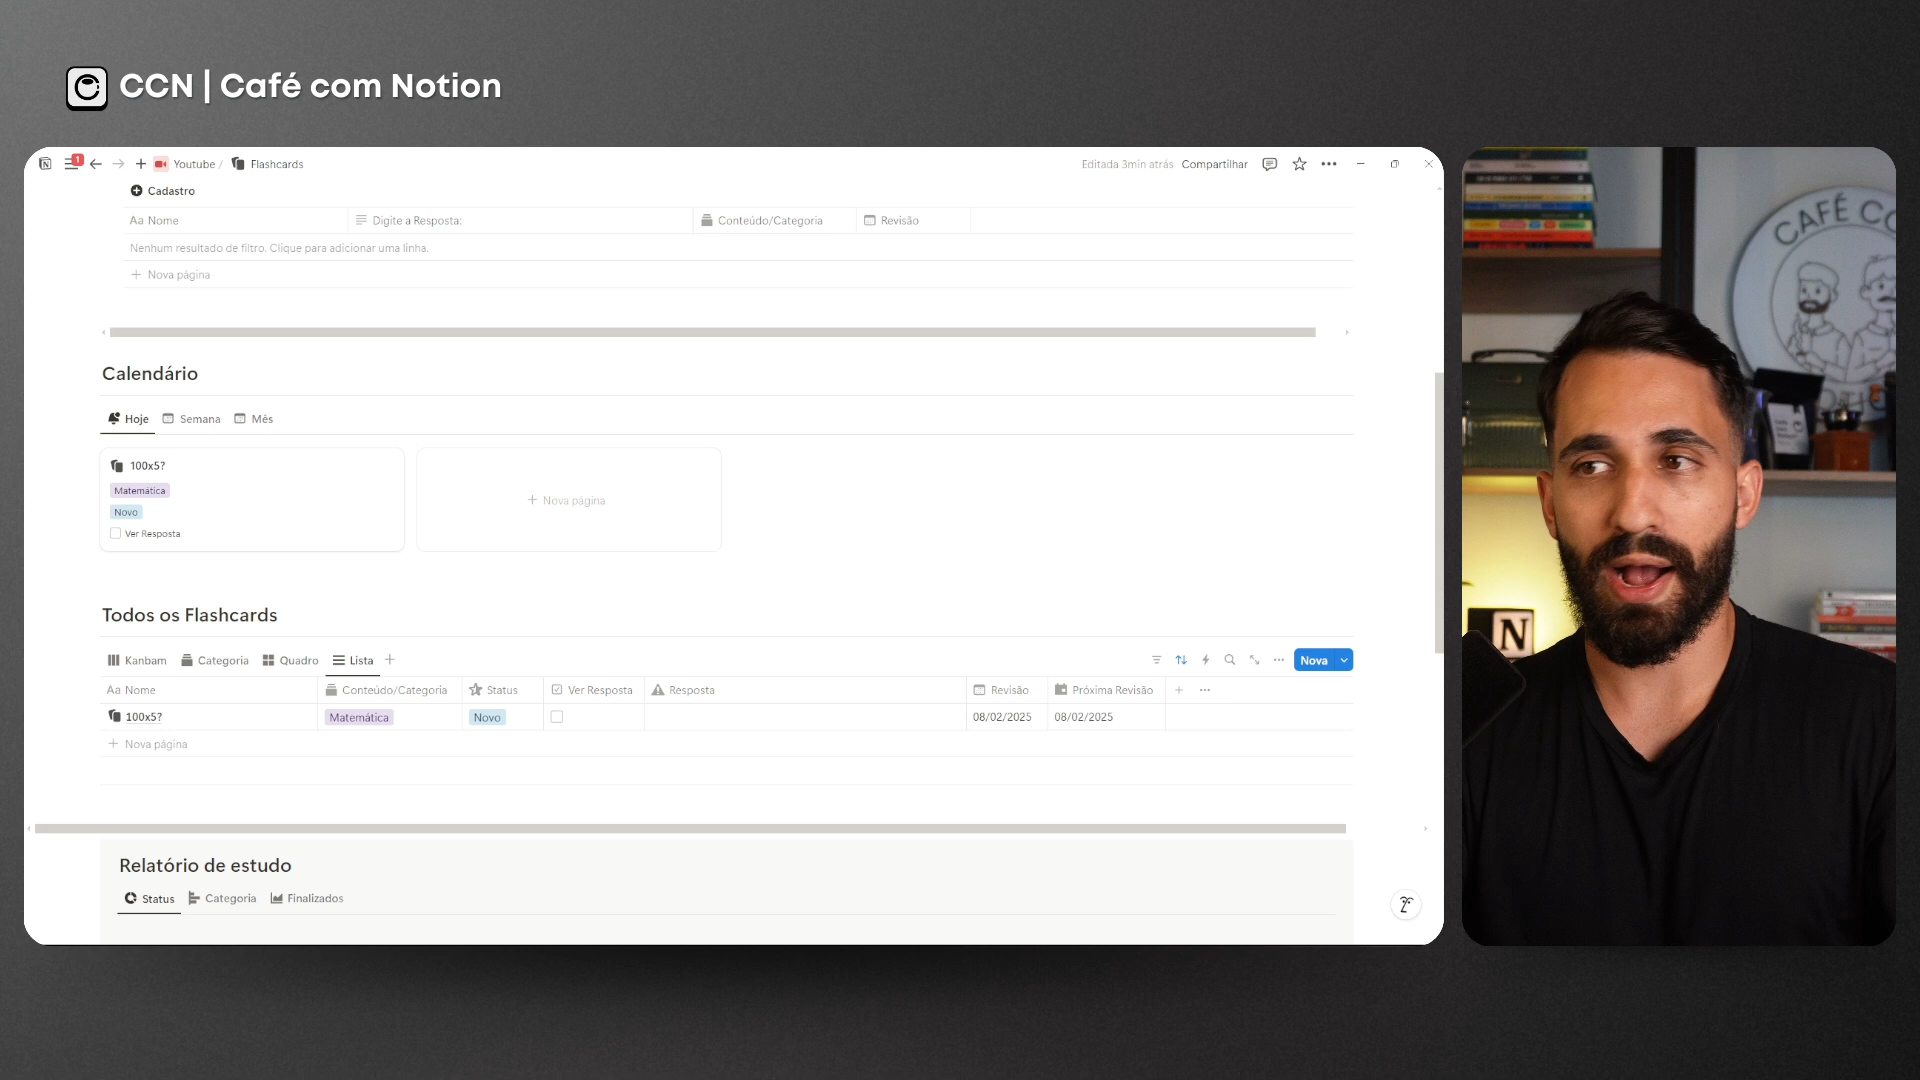 CCN | Café com Notion
1
Youtube / Flashcards
Editada 3min atrás Compartilhar
Cadastro
Aa Nome Digite a Resposta: Conteúdo/Categoria Revisão
Nenhum resultado de filtro. Clique para adicionar uma linha.
+ Nova página
Calendário
Hoje Semana Mês
100x5?
Matemática
Novo
Ver Resposta
+ Nova página
Todos os Flashcards
Kanbam Categoria Quadro Lista +
Nova
Aa Nome Conteúdo/Categoria Status Ver Resposta Resposta Revisão Próxima Revisão + ...
100x5? Matemática Novo 08/02/2025 08/02/2025
+ Nova página
Relatório de estudo
Status Categoria Finalizados
CAFÉ CO
N